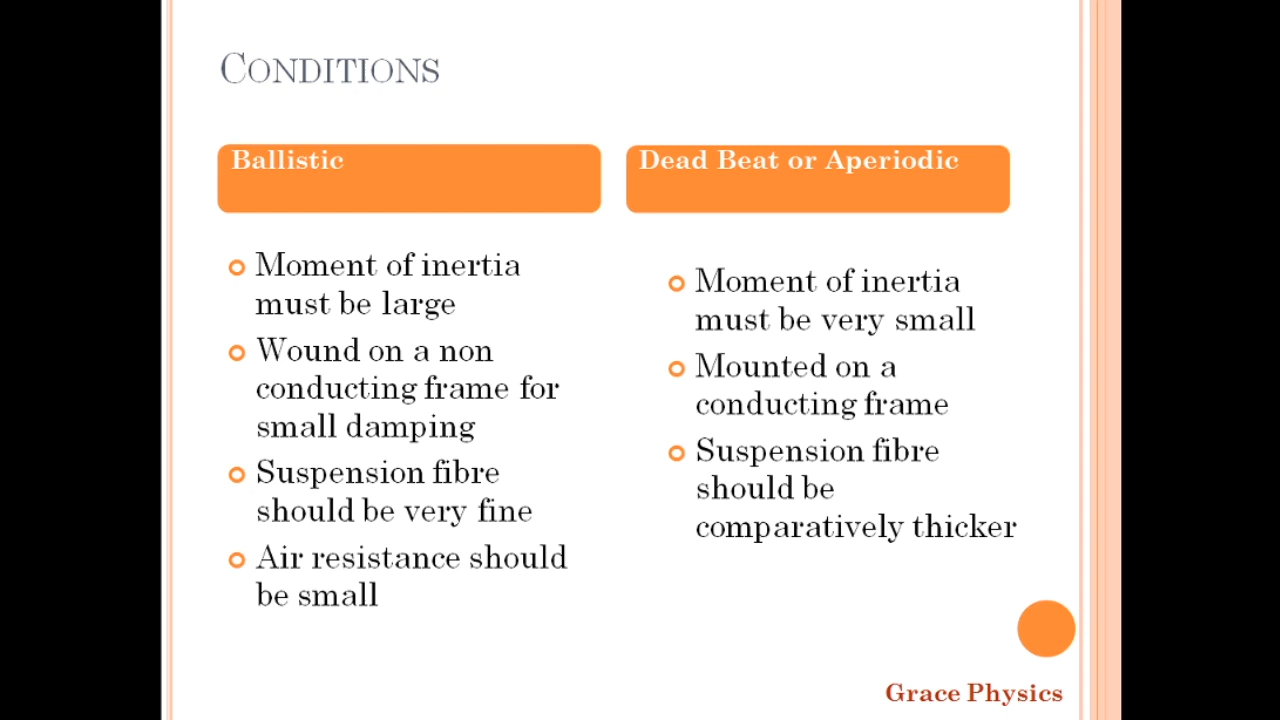 CONDITIONS
Ballistic
Moment of inertia
must be large
Wound on a non
conducting frame for
small damping
Suspension fibre
should be very fine
Air resistance should
be small
Dead Beat or Aperiodic
Moment of inertia
must be very small
Mounted on a
conducting frame
Suspension fibre
should be
comparatively thicker
Grace Physics